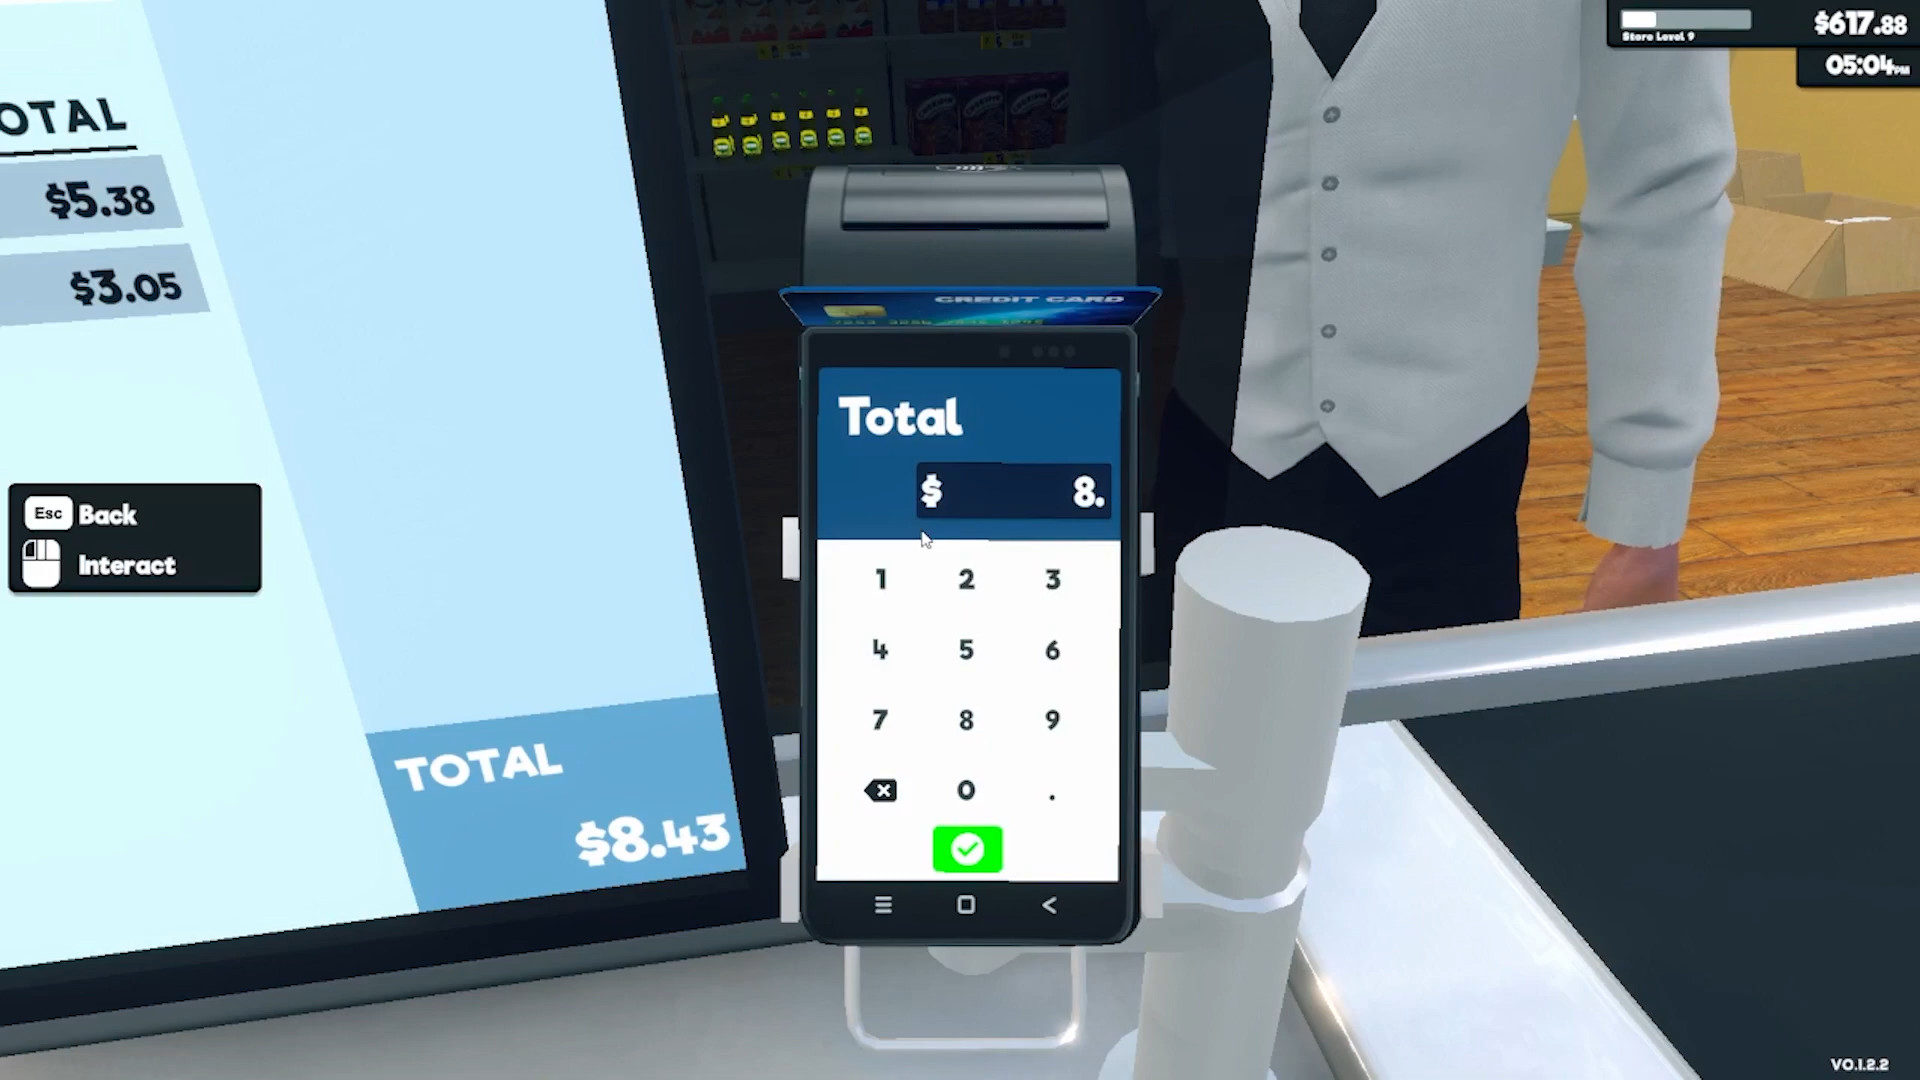 $617.88
Store Level 9
05:04PM
OTAL
$5.38
$3.05
CREDIT CARD
Total
$ 8.
Esc Back
Interact
1 2 3
4 5 6
7 8 9
0 .
TOTAL
$8.43
V0.1.2.2